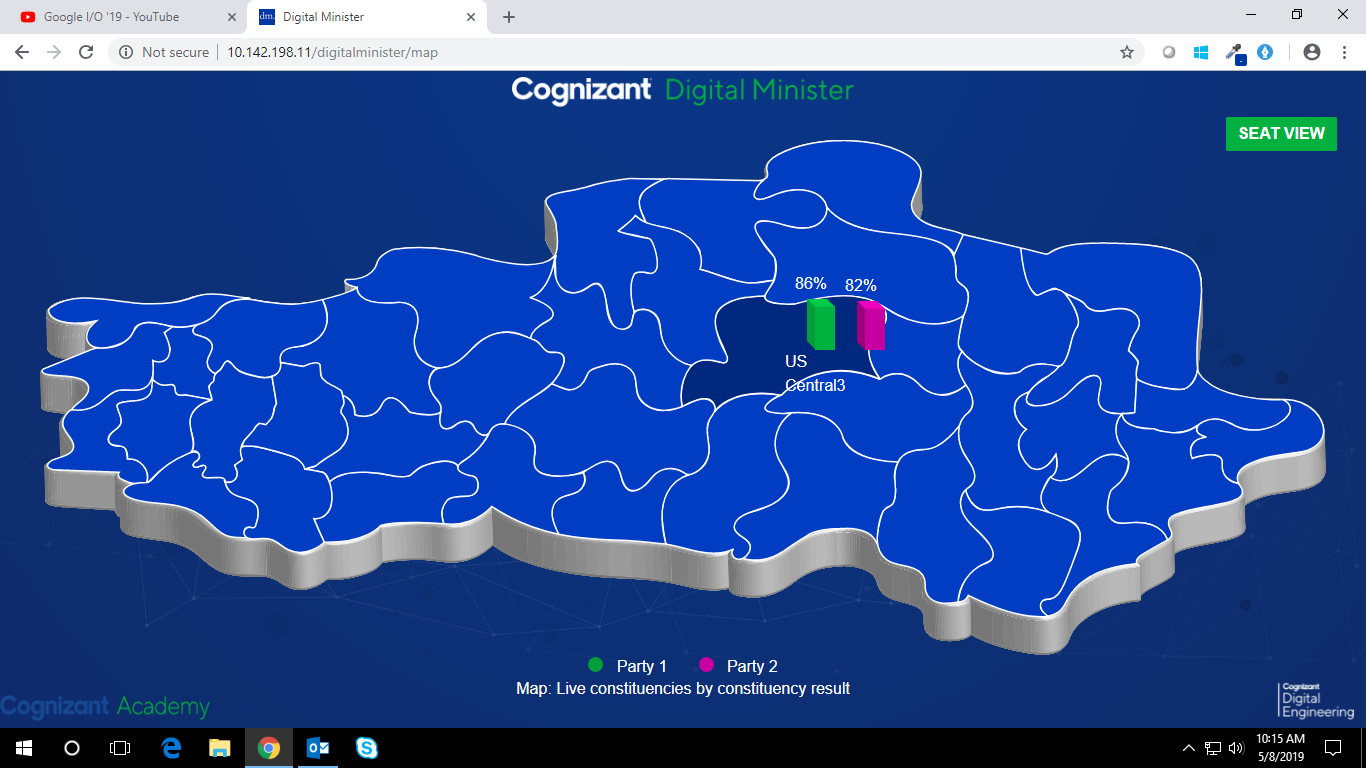 Google I/O '19 - YouTube
dm. Digital Minister
Not secure 10.142.198.11/digitalminister/map
Cognizant Digital Minister
SEAT VIEW
86% 82%
US
Central3
Party 1 Party 2
Map: Live constituencies by constituency result
Cognizant Academy
Cognizant
Digital
Engineering
10:15 AM
5/8/2019